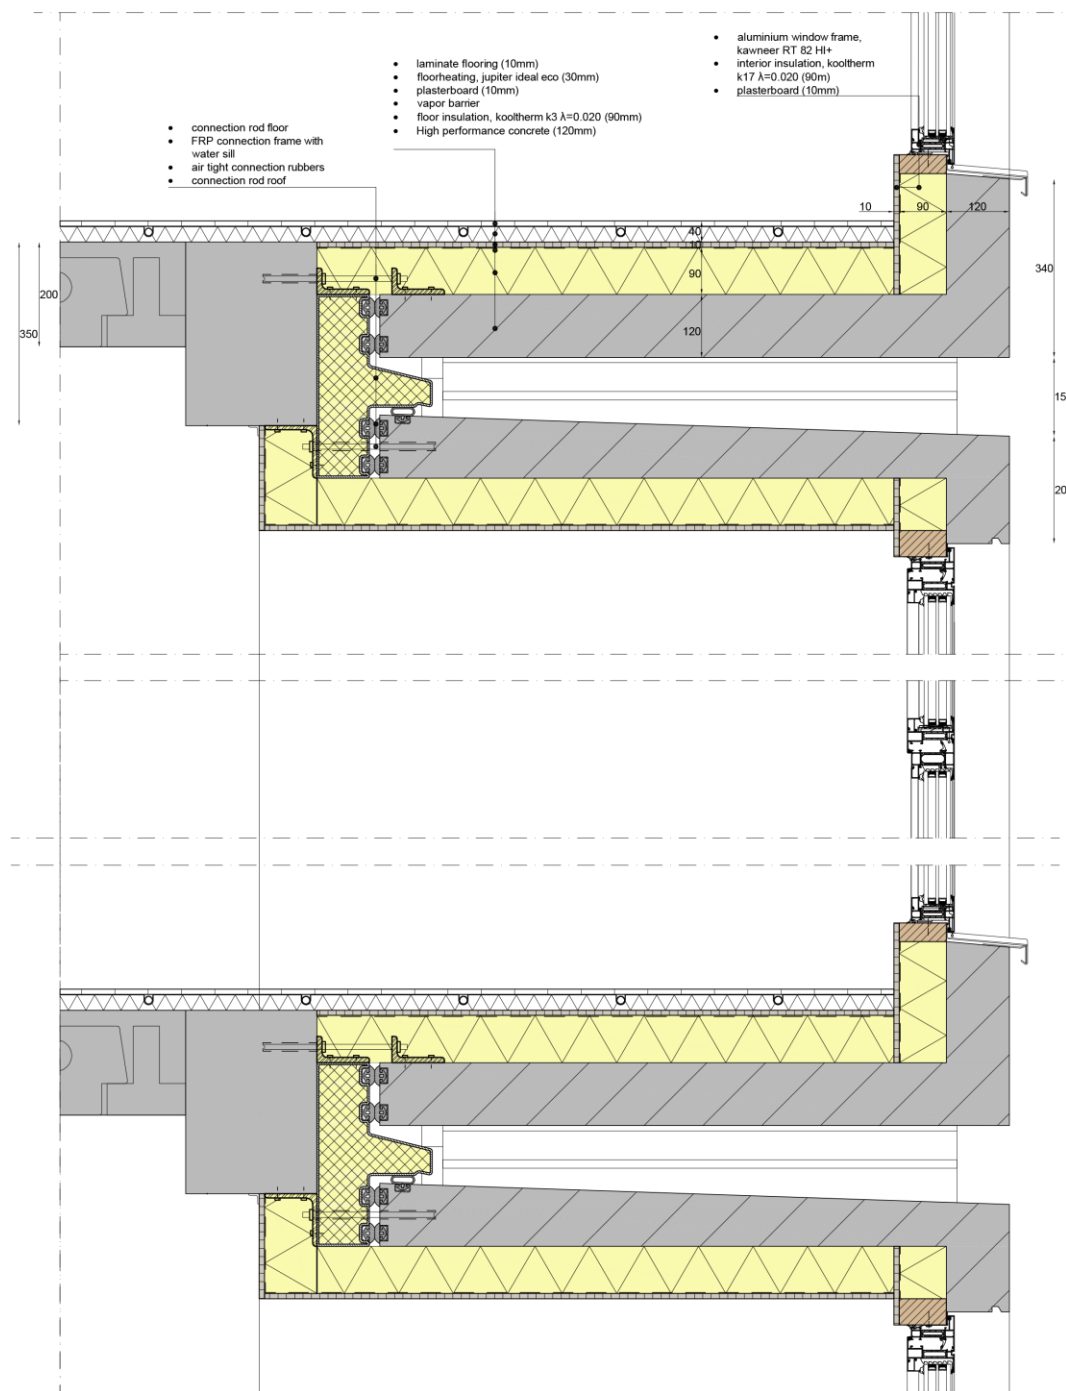 aluminium window frame,
kawneer RT 82 HI+
interior insulation, kooltherm
k17 λ=0.020 (90m)
plasterboard (10mm)
laminate flooring (10mm)
floorheating, jupiter ideal eco (30mm)
plasterboard (10mm)
vapor barrier
floor insulation, kooltherm k3 λ=0.020 (90mm)
High performance concrete (120mm)
connection rod floor
FRP connection frame with
water sill
air tight connection rubbers
connection rod roof
10 90 120
40
90
120
340
200
350
15
20